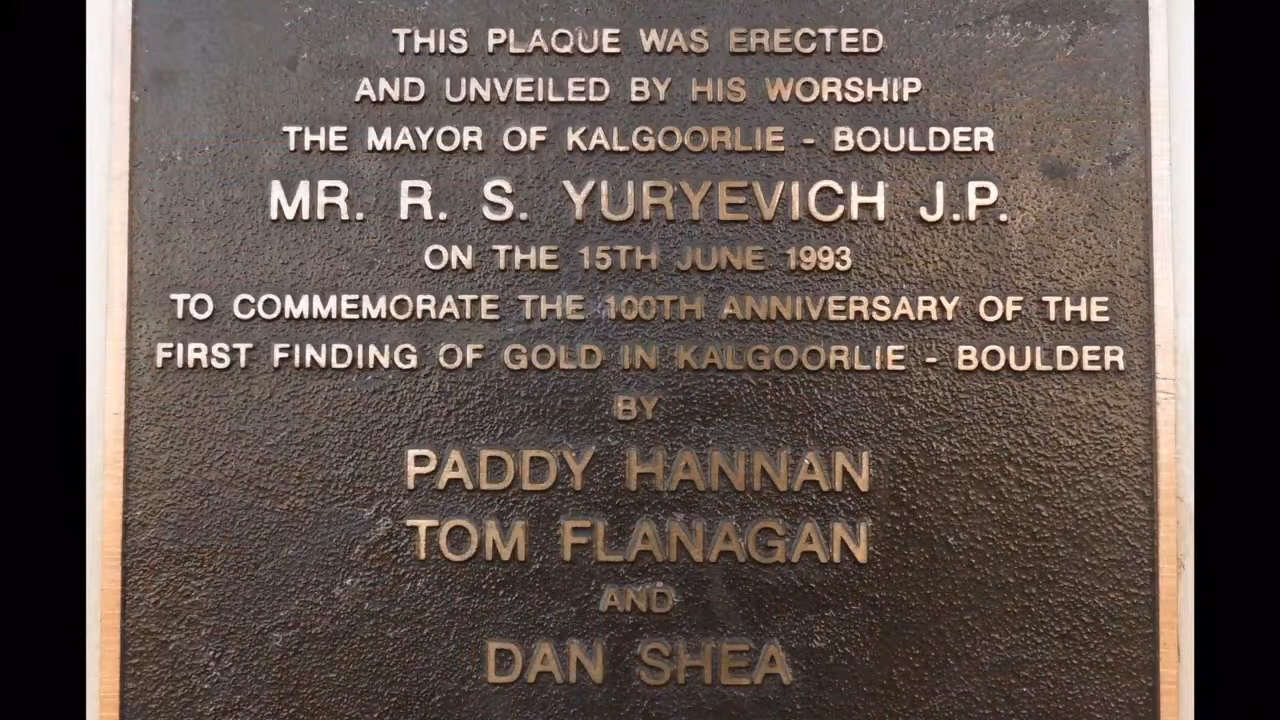 THIS PLAQUE WAS ERECTED
AND UNVEILED BY HIS WORSHIP
THE MAYOR OF KALGOORLIE - BOULDER
MR. R. S. YURYEVICH J.P.
ON THE 15TH JUNE 1993
TO COMMEMORATE THE 100TH ANNIVERSARY OF THE
FIRST FINDING OF GOLD IN KALGOORLIE - BOULDER
BY
PADDY HANNAN
TOM FLANAGAN
AND
DAN SHEA